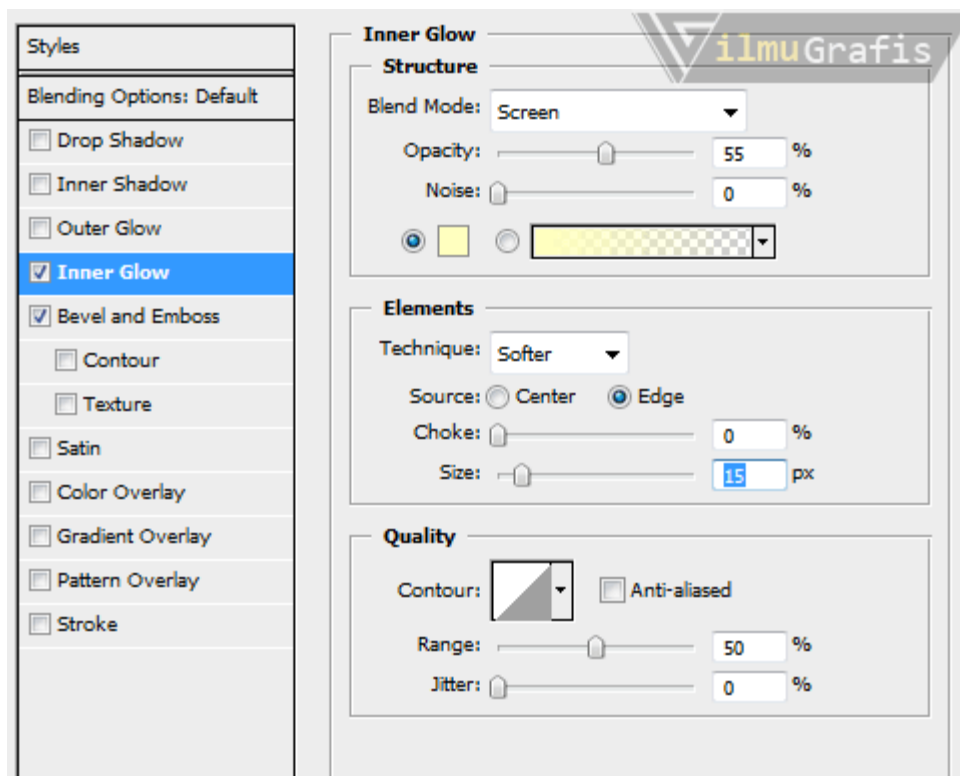 ilmuGrafis
Styles
Blending Options: Default
Drop Shadow
Inner Shadow
Outer Glow
Inner Glow
Bevel and Emboss
Contour
Texture
Satin
Color Overlay
Gradient Overlay
Pattern Overlay
Stroke
Inner Glow
Structure
Blend Mode: Screen
Opacity: 55 %
Noise: 0 %
Elements
Technique: Softer
Source: Center Edge
Choke: 0 %
Size: 15 px
Quality
Contour: Anti-aliased
Range: 50 %
Jitter: 0 %